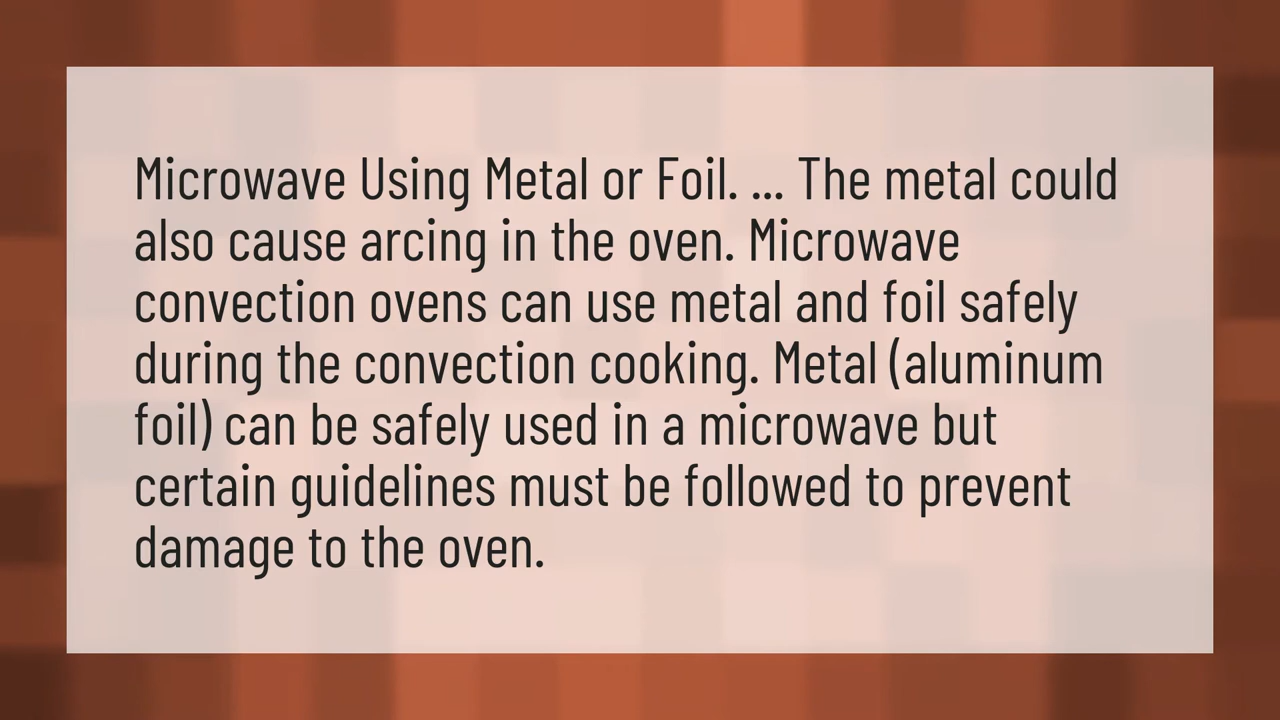 Microwave Using Metal or Foil. ... The metal could
also cause arcing in the oven. Microwave
convection ovens can use metal and foil safely
during the convection cooking. Metal (aluminum
foil) can be safely used in a microwave but
certain guidelines must be followed to prevent
damage to the oven.